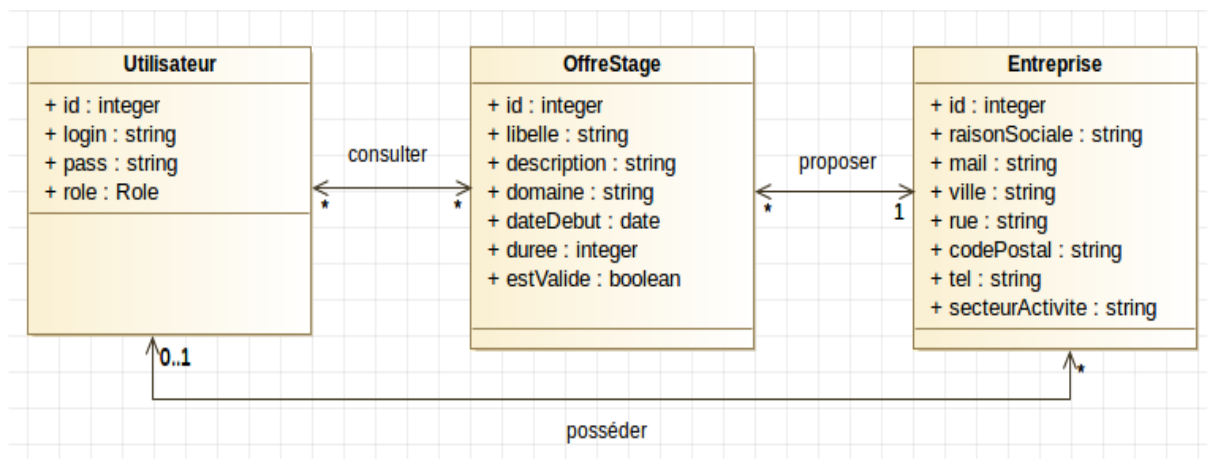 Utilisateur
+ id : integer
+ login : string
+ pass : string
+ role : Role
consulter
*
*
OffreStage
+ id : integer
+ libelle : string
+ description : string
+ domaine : string
+ dateDebut : date
+ duree : integer
+ estValide : boolean
proposer
*
1
Entreprise
+ id : integer
+ raisonSociale : string
+ mail : string
+ ville : string
+ rue : string
+ codePostal : string
+ tel : string
+ secteurActivite : string
0..1
*
posséder